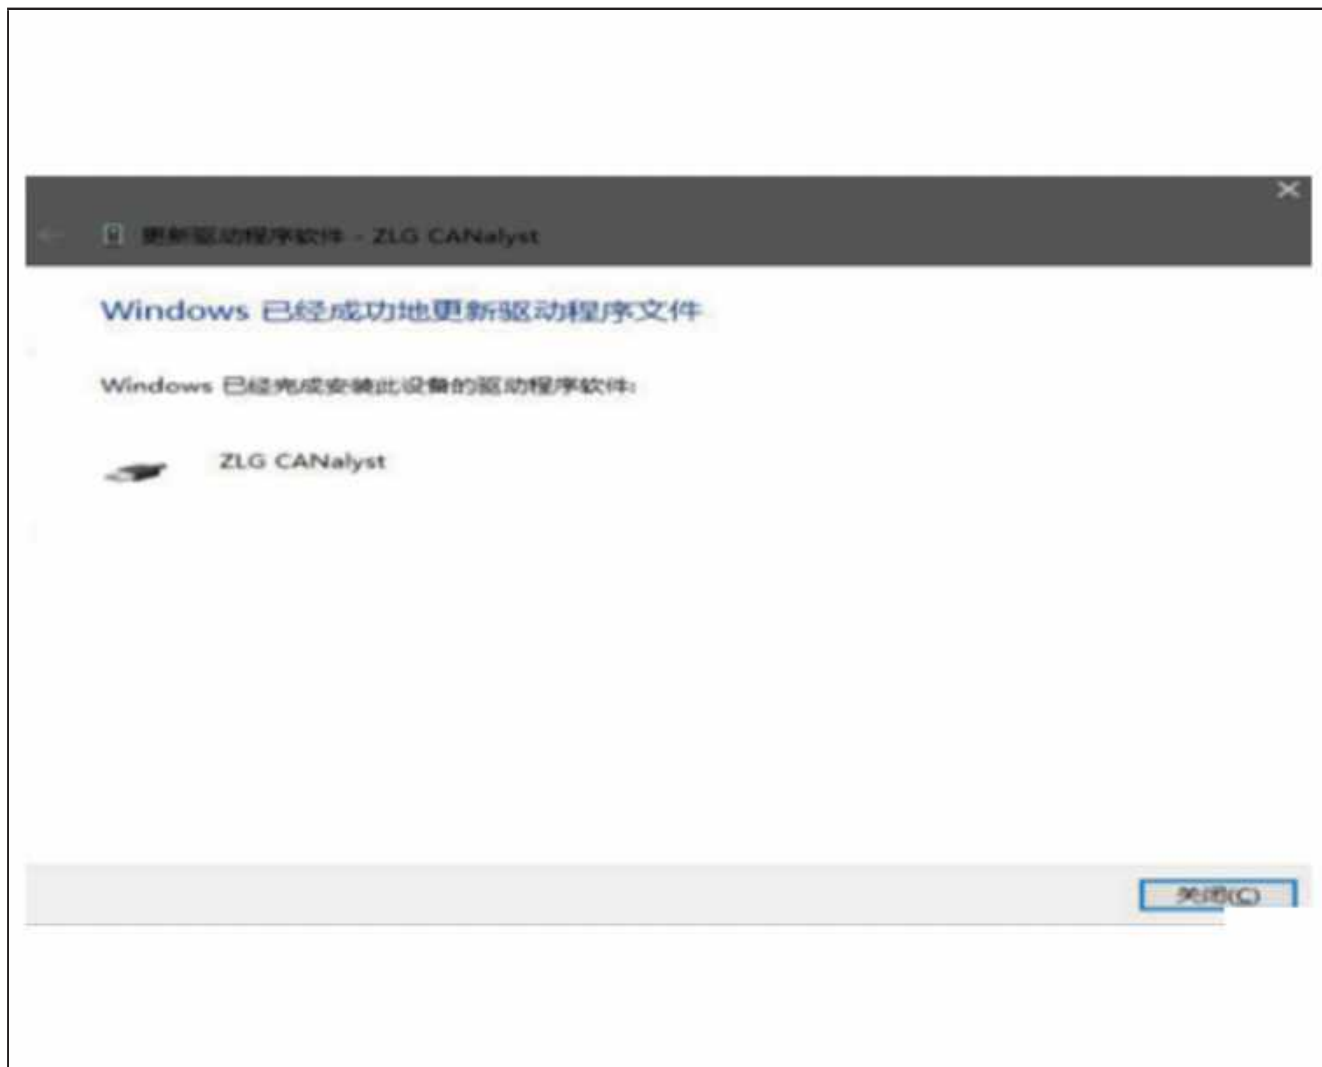 更新驱动程序软件 - ZLG CANalyst
Windows 已经成功地更新驱动程序文件
Windows 已经完成安装此设备的驱动程序软件:
ZLG CANalyst
关闭(C)